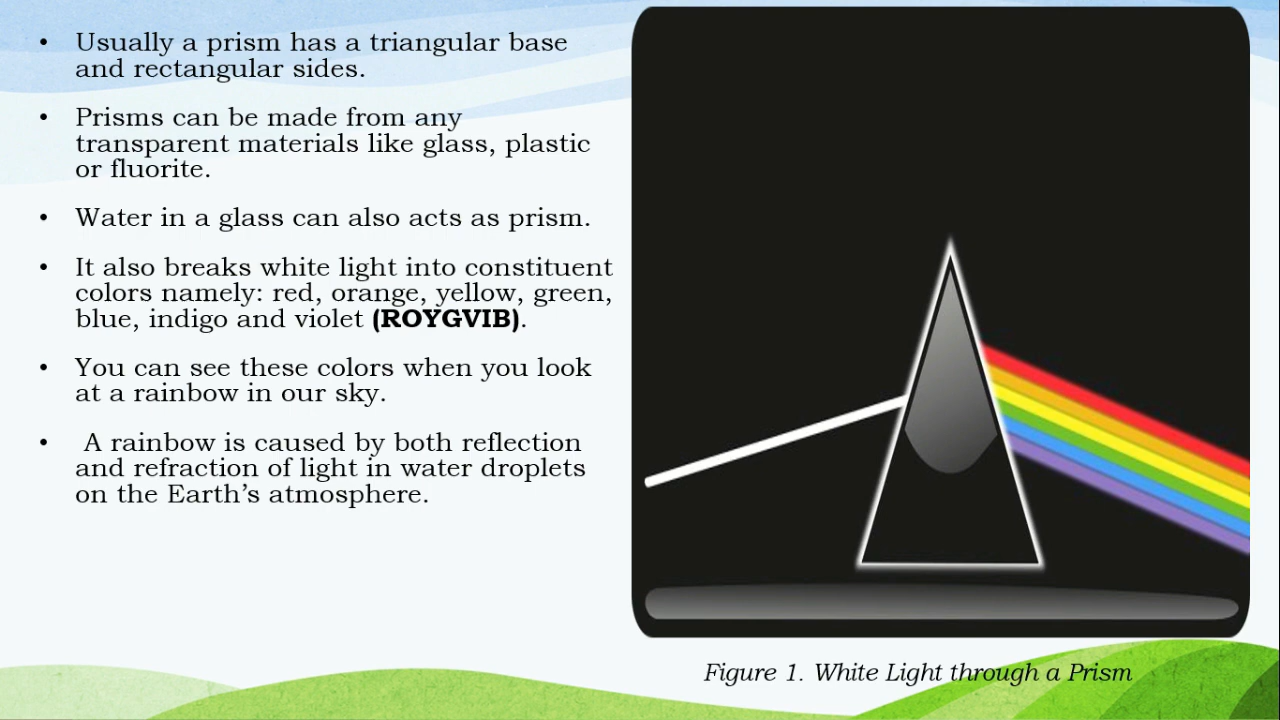 • Usually a prism has a triangular base
and rectangular sides.
• Prisms can be made from any
transparent materials like glass, plastic
or fluorite.
• Water in a glass can also acts as prism.
• It also breaks white light into constituent
colors namely: red, orange, yellow, green,
blue, indigo and violet (ROYGVIB).
• You can see these colors when you look
at a rainbow in our sky.
• A rainbow is caused by both reflection
and refraction of light in water droplets
on the Earth’s atmosphere.
Figure 1. White Light through a Prism